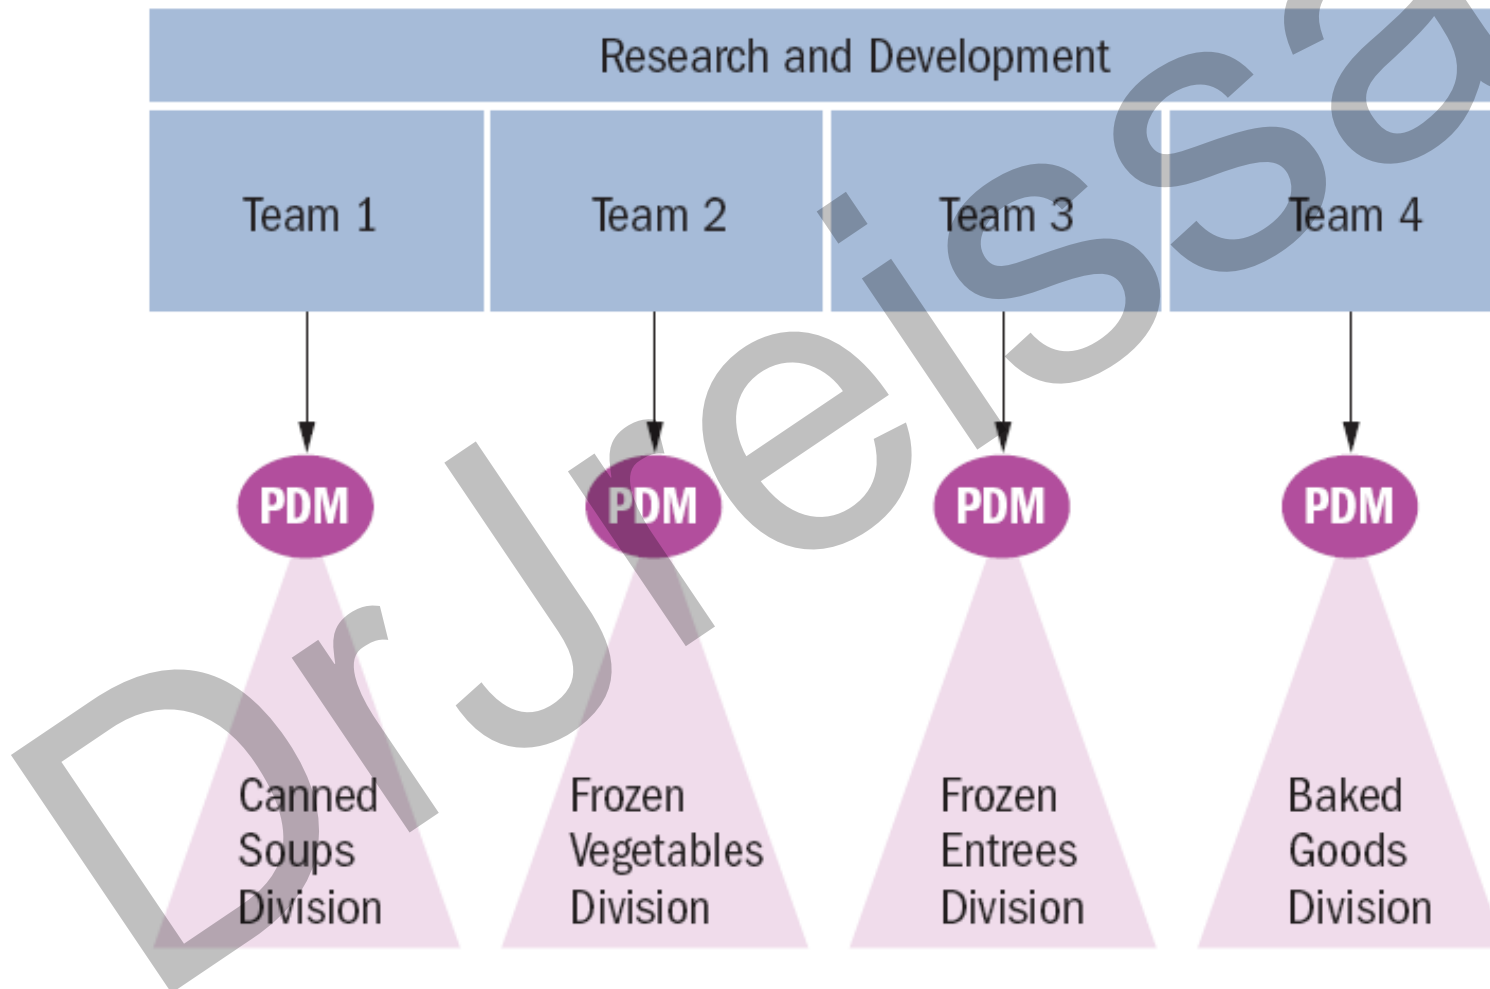 Research and Development
Team 1
Team 2
Team 3
Team 4
PDM
PDM
PDM
PDM
Canned
Soups
Division
Frozen
Vegetables
Division
Frozen
Entrees
Division
Baked
Goods
Division
DrJreissa